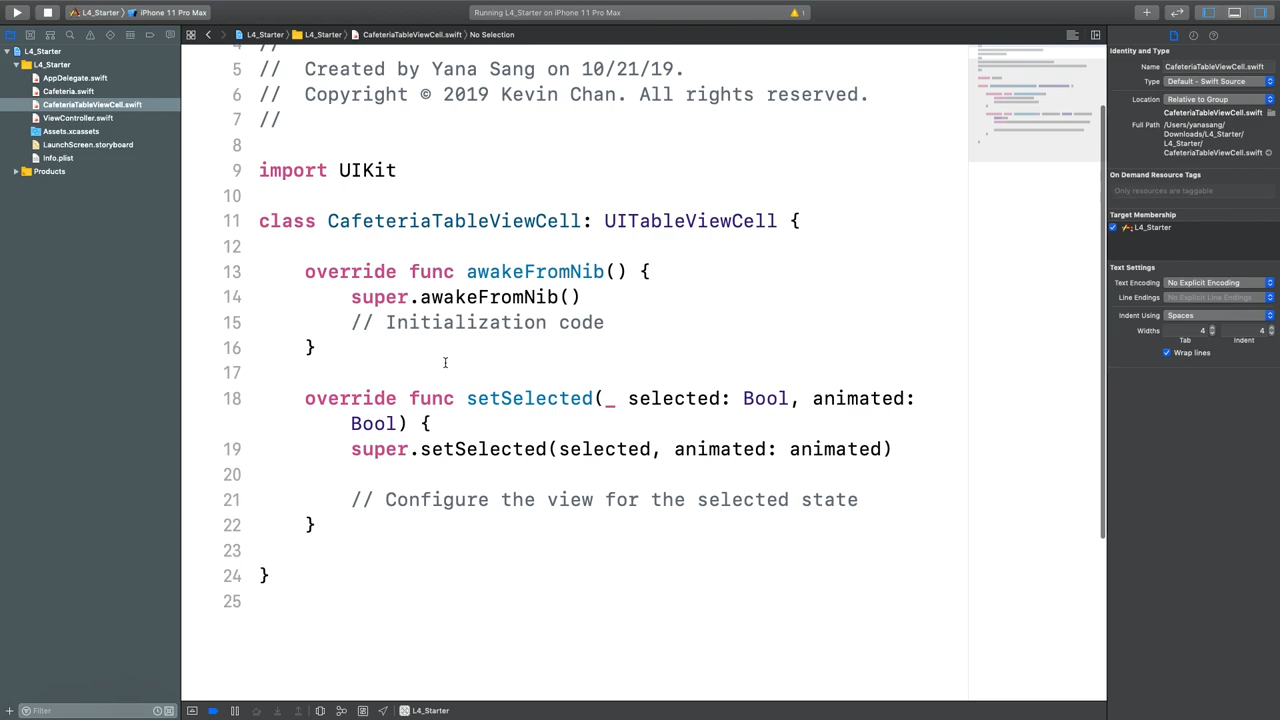 L4_Starter iPhone 11 Pro Max
Running L4_Starter on iPhone 11 Pro Max
1
L4_Starter
L4_Starter
AppDelegate.swift
Cafeteria.swift
CafeteriaTableViewCell.swift
ViewController.swift
Assets.xcassets
LaunchScreen.storyboard
Info.plist
Products
Filter
L4_Starter L4_Starter CafeteriaTableViewCell.swift No Selection
4 //
5 //  Created by Yana Sang on 10/21/19.
6 //  Copyright © 2019 Kevin Chan. All rights reserved.
7 //
8
9 import UIKit
10
11 class CafeteriaTableViewCell: UITableViewCell {
12
13     override func awakeFromNib() {
14         super.awakeFromNib()
15         // Initialization code
16     }
17
18     override func setSelected(_ selected: Bool, animated:
Bool) {
19         super.setSelected(selected, animated: animated)
20
21         // Configure the view for the selected state
22     }
23
24 }
25
L4_Starter
Identity and Type
Name CafeteriaTableViewCell.swift
Type Default - Swift Source
Location Relative to Group
CafeteriaTableViewCell.swift
Full Path /Users/yanasang/
Downloads/L4_Starter/
L4_Starter/
CafeteriaTableViewCell.swift
On Demand Resource Tags
Only resources are taggable
Target Membership
L4_Starter
Text Settings
Text Encoding No Explicit Encoding
Line Endings No Explicit Line Endings
Indent Using Spaces
Widths 4 4
Tab Indent
Wrap lines